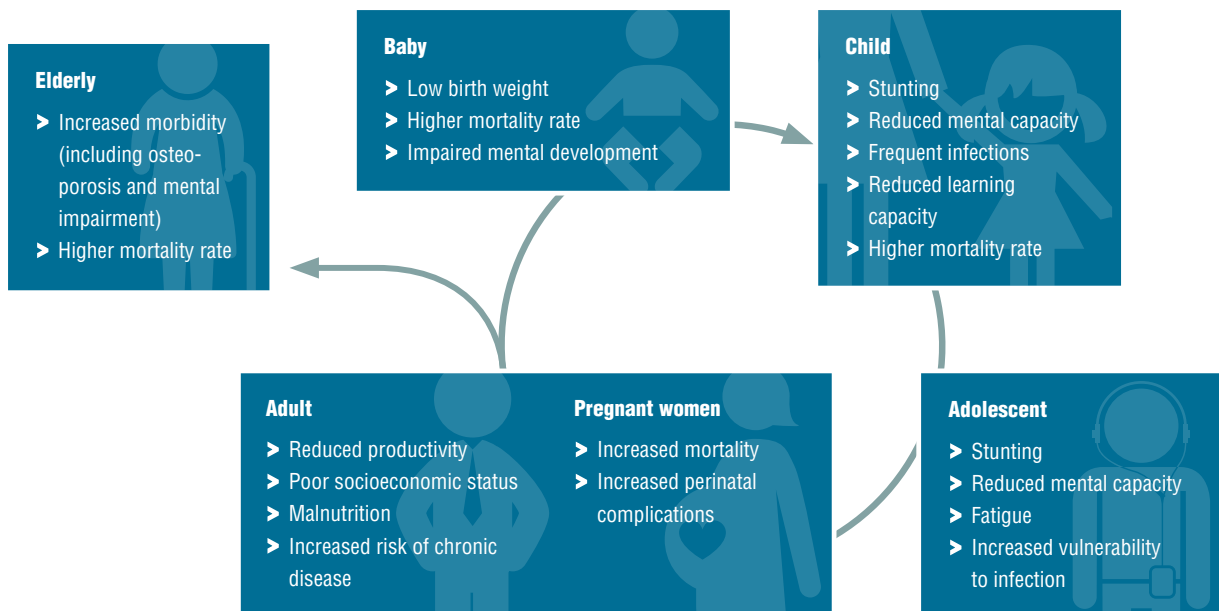 Elderly
> Increased morbidity
(including osteo-
porosis and mental
impairment)
> Higher mortality rate
Baby
> Low birth weight
> Higher mortality rate
> Impaired mental development
Child
> Stunting
> Reduced mental capacity
> Frequent infections
> Reduced learning
capacity
> Higher mortality rate
Adult
> Reduced productivity
> Poor socioeconomic status
> Malnutrition
> Increased risk of chronic
disease
Pregnant women
> Increased mortality
> Increased perinatal
complications
Adolescent
> Stunting
> Reduced mental capacity
> Fatigue
> Increased vulnerability
to infection